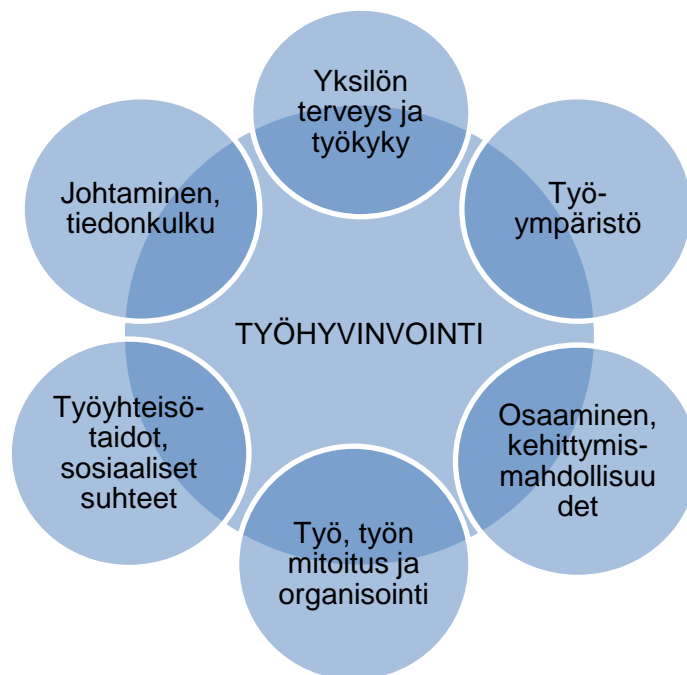 Yksilön
terveys ja
työkyky
Johtaminen,
tiedonkulku
Työ-
ympäristö
TYÖHYVINVOINTI
Työyhteisö-
taidot,
sosiaaliset
suhteet
Osaaminen,
kehittymis-
mahdollisuu
det
Työ, työn
mitoitus ja
organisointi